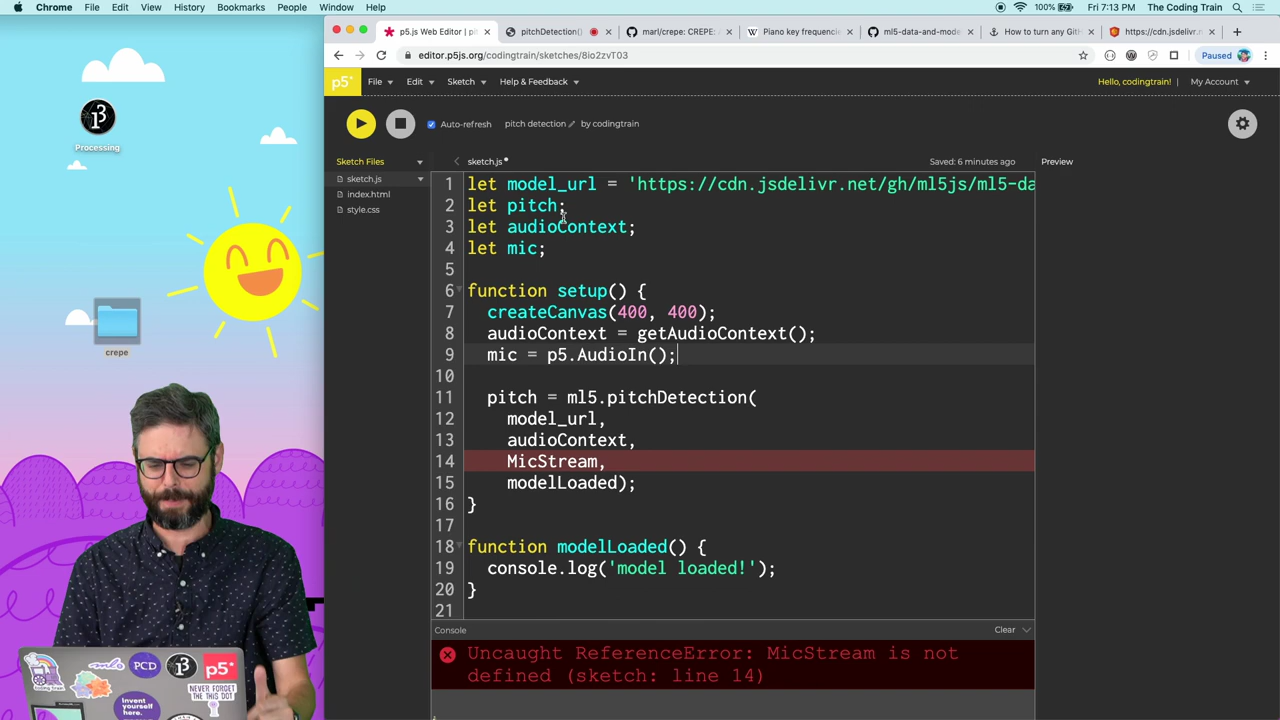 Chrome File Edit View History Bookmarks People Window Help 100% Fri 7:13 PM The Coding Train
p5.js Web Editor | pit pitchDetection() marl/crepe: CREPE: Piano key frequencie ml5-data-and-mode How to turn any Git https://cdn.jsdelivr.n
editor.p5js.org/codingtrain/sketches/8io2zvT03 Paused
p5* File Edit Sketch Help & Feedback Hello, codingtrain! | My Account
Auto-refresh pitch detection by codingtrain
Processing
Sketch Files sketch.js Saved: 6 minutes ago Preview
sketch.js
index.html
style.css
1 let model_url = 'https://cdn.jsdelivr.net/gh/ml5js/ml5-da
2 let pitch;
3 let audioContext;
4 let mic;
5
6 function setup() {
7 createCanvas(400, 400);
8 audioContext = getAudioContext();
9 mic = p5.AudioIn();
10
11 pitch = ml5.pitchDetection(
12 model_url,
13 audioContext,
14 MicStream,
15 modelLoaded);
16 }
17
18 function modelLoaded() {
19 console.log('model loaded!');
20 }
21
crepe
Console Clear
Uncaught ReferenceError: MicStream is not
defined (sketch: line 14)
PCD
p5*
NEVER FORGET
THE THIS DOT
Invent
yourself